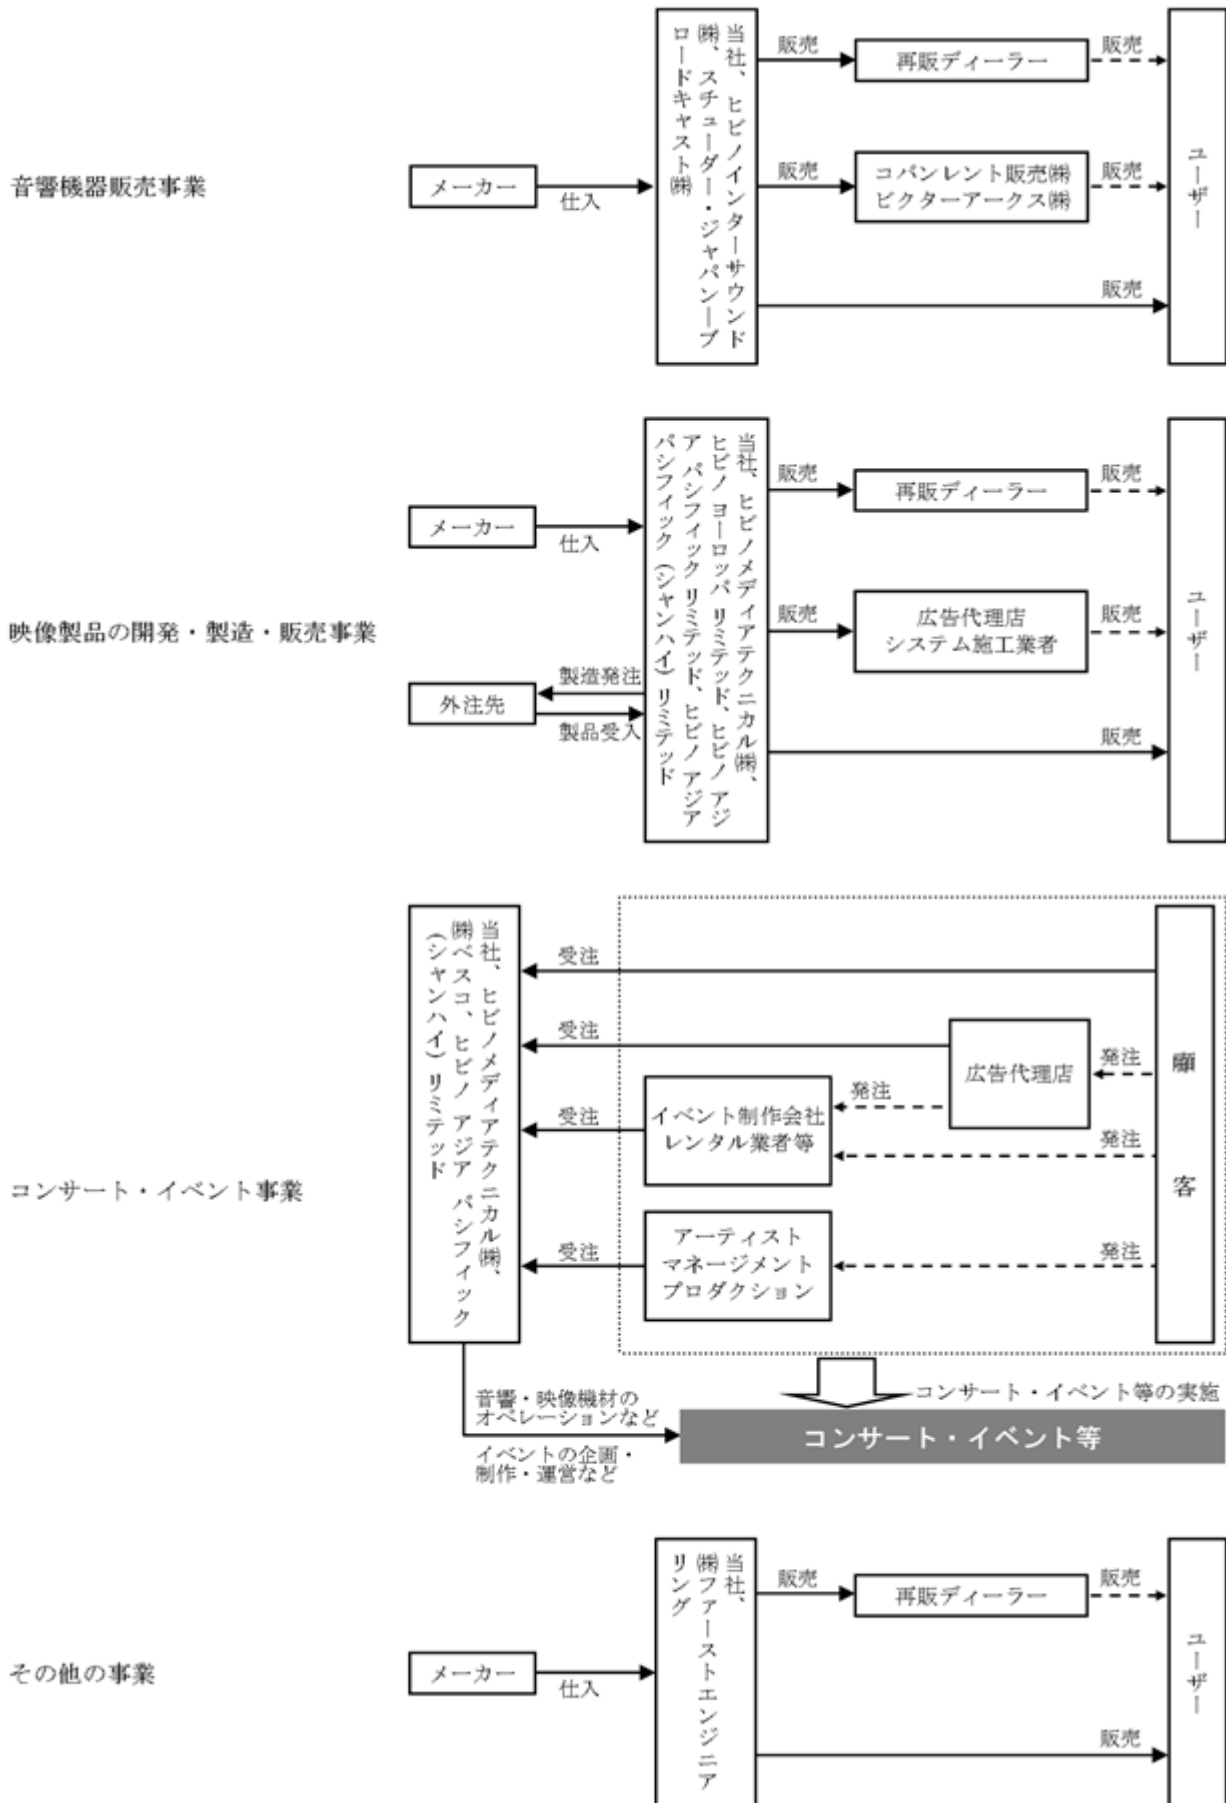 音響機器販売事業
メーカー
仕入
当社、ヒビノインターサウンド
㈱、スチューダー・ジャパン－ブ
ロードキャスト㈱
販売
再販ディーラー
販売
販売
コバンレント販売㈱
ビクターアークス㈱
販売
販売
ユーザー
映像製品の開発・製造・販売事業
メーカー
仕入
外注先
製造発注
製品受入
当社、ヒビノメディアテクニカル㈱、
ヒビノ ヨーロッパ リミテッド、ヒビノ アジ
ア パシフィック リミテッド、ヒビノ アジア
パシフィック（シャンハイ）リミテッド
販売
再販ディーラー
販売
販売
広告代理店
システム施工業者
販売
販売
ユーザー
コンサート・イベント事業
当社、ヒビノメディアテクニカル㈱、
㈱ベスコ、ヒビノ アジア パシフィック
（シャンハイ）リミテッド
受注
受注
広告代理店
発注
受注
イベント制作会社
レンタル業者等
発注
発注
受注
アーティスト
マネージメント
プロダクション
発注
顧客
音響・映像機材の
オペレーションなど
イベントの企画・
制作・運営など
コンサート・イベント等の実施
コンサート・イベント等
その他の事業
メーカー
仕入
当社、
㈱ファーストエンジニア
リング
販売
再販ディーラー
販売
販売
ユーザー